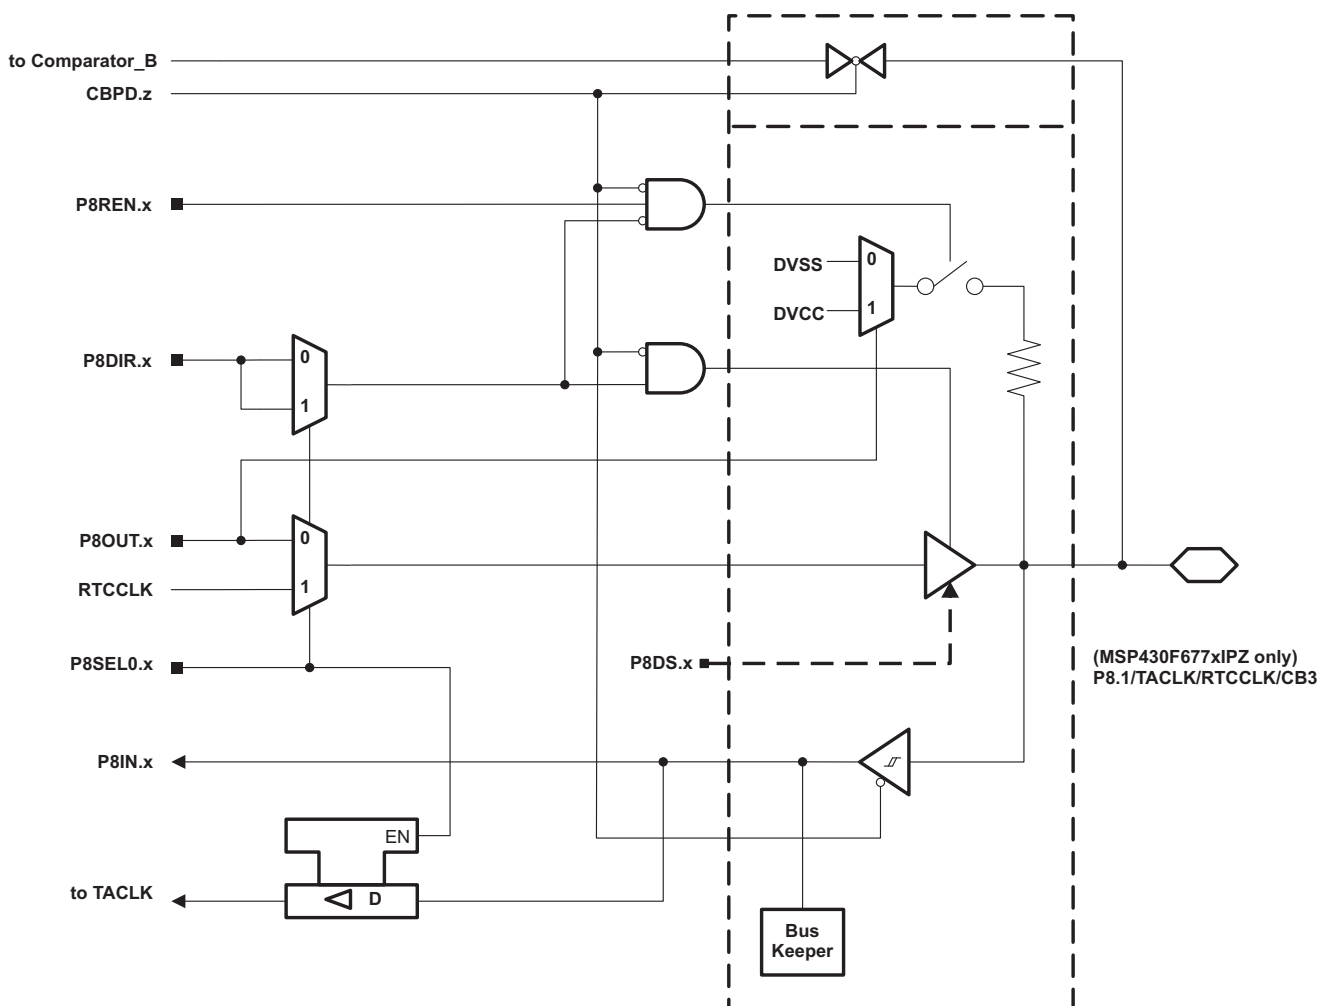 to Comparator_B
CBPD.z
P8REN.x
DVSS
0
DVCC
1
P8DIR.x
0
1
P8OUT.x
0
RTCCLK
1
P8SEL0.x
P8DS.x
(MSP430F677xIPZ only)
P8.1/TACLK/RTCCLK/CB3
P8IN.x
EN
to TACLK
D
Bus
Keeper